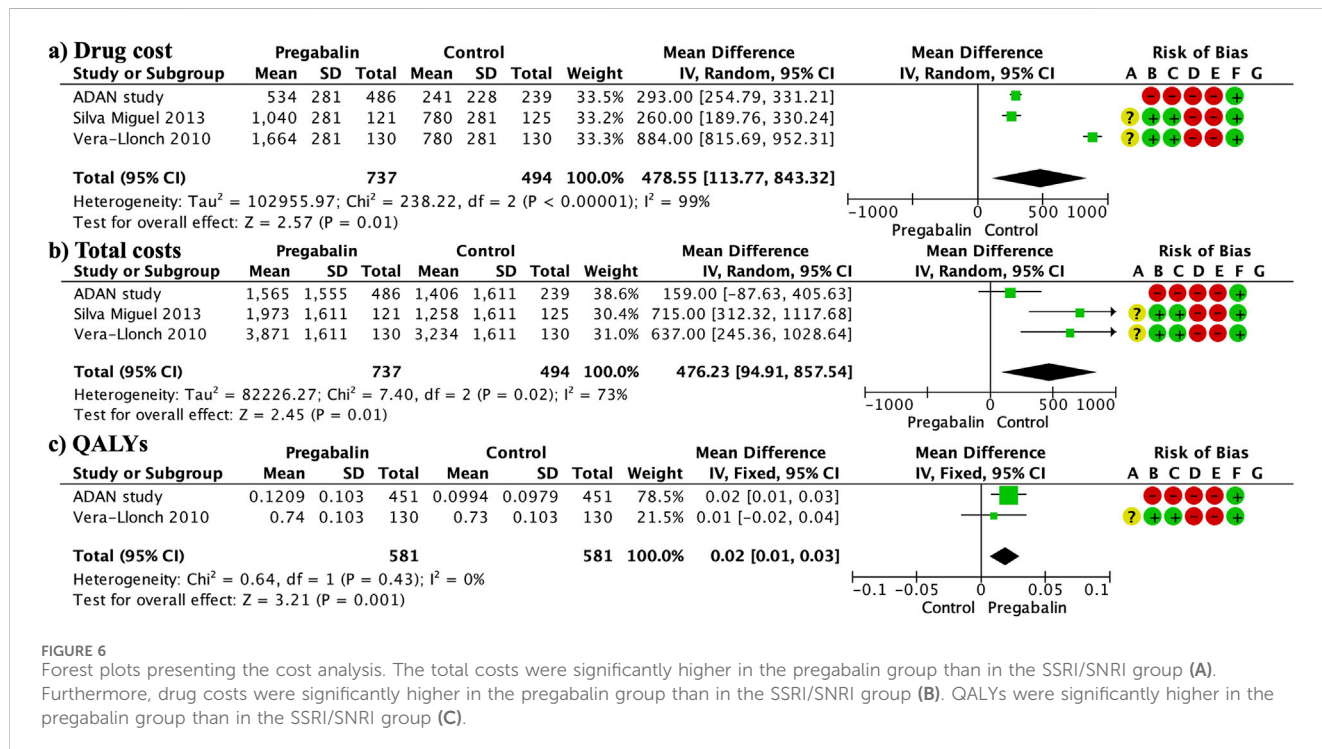 a) Drug cost Pregabalin Control Mean Difference Mean Difference Risk of Bias
Study or Subgroup Mean SD Total Mean SD Total Weight IV, Random, 95% CI IV, Random, 95% CI A B C D E F G
ADAN study 534 281 486 241 228 239 33.5% 293.00 [254.79, 331.21] - - - - +
Silva Miguel 2013 1,040 281 121 780 281 125 33.2% 260.00 [189.76, 330.24] ? + + - - +
Vera-Llonch 2010 1,664 281 130 780 281 130 33.3% 884.00 [815.69, 952.31] ? + + - - +
Total (95% CI) 737 494 100.0% 478.55 [113.77, 843.32]
Heterogeneity: Tau² = 102955.97; Chi² = 238.22, df = 2 (P < 0.00001); I² = 99%
Test for overall effect: Z = 2.57 (P = 0.01)
-1000 0 500 1000
Pregabalin Control
b) Total costs Pregabalin Control Mean Difference Mean Difference Risk of Bias
Study or Subgroup Mean SD Total Mean SD Total Weight IV, Random, 95% CI IV, Random, 95% CI A B C D E F G
ADAN study 1,565 1,555 486 1,406 1,611 239 38.6% 159.00 [-87.63, 405.63] - - - - +
Silva Miguel 2013 1,973 1,611 121 1,258 1,611 125 30.4% 715.00 [312.32, 1117.68] ? + + - - +
Vera-Llonch 2010 3,871 1,611 130 3,234 1,611 130 31.0% 637.00 [245.36, 1028.64] ? + + - - +
Total (95% CI) 737 494 100.0% 476.23 [94.91, 857.54]
Heterogeneity: Tau² = 82226.27; Chi² = 7.40, df = 2 (P = 0.02); I² = 73%
Test for overall effect: Z = 2.45 (P = 0.01)
-1000 0 500 1000
Pregabalin Control
c) QALYs Pregabalin Control Mean Difference Mean Difference Risk of Bias
Study or Subgroup Mean SD Total Mean SD Total Weight IV, Fixed, 95% CI IV, Fixed, 95% CI A B C D E F G
ADAN study 0.1209 0.103 451 0.0994 0.0979 451 78.5% 0.02 [0.01, 0.03] - - - - +
Vera-Llonch 2010 0.74 0.103 130 0.73 0.103 130 21.5% 0.01 [-0.02, 0.04] ? + + - - +
Total (95% CI) 581 581 100.0% 0.02 [0.01, 0.03]
Heterogeneity: Chi² = 0.64, df = 1 (P = 0.43); I² = 0%
Test for overall effect: Z = 3.21 (P = 0.001)
-0.1 -0.05 0 0.05 0.1
Control Pregabalin
FIGURE 6
Forest plots presenting the cost analysis. The total costs were significantly higher in the pregabalin group than in the SSRI/SNRI group (A).
Furthermore, drug costs were significantly higher in the pregabalin group than in the SSRI/SNRI group (B). QALYs were significantly higher in the
pregabalin group than in the SSRI/SNRI group (C).